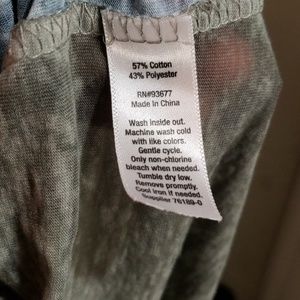 57% Cotton
43% Polyester
RN#93677
Made In China
Wash inside out.
Machine wash cold
with like colors.
Gentle cycle.
Only non-chlorine
bleach when needed.
Tumble dry low.
Remove promptly.
Cool iron if needed.
Supplier 76189-0